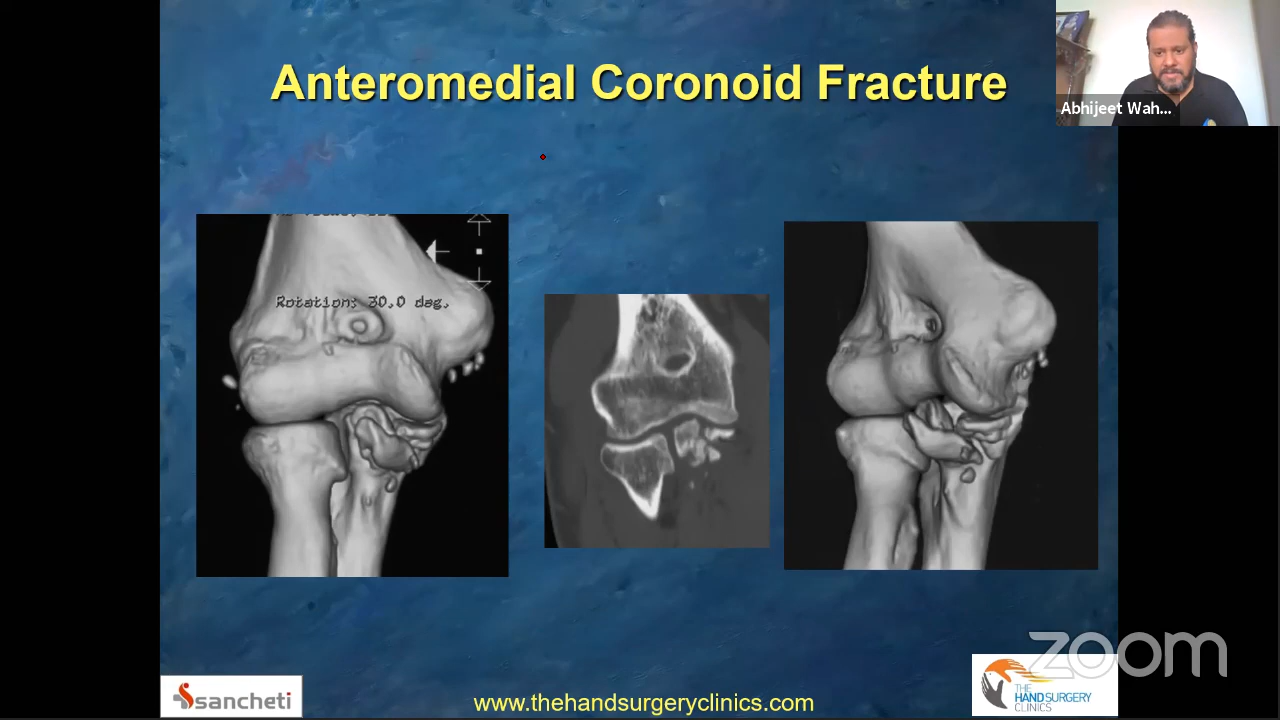 Anteromedial Coronoid Fracture
Abhijeet Wah...
Rotation: 30.0 deg.
sancheti
www.thehandsurgeryclinics.com
THE
HAND SURGERY
CLINICS
zoom